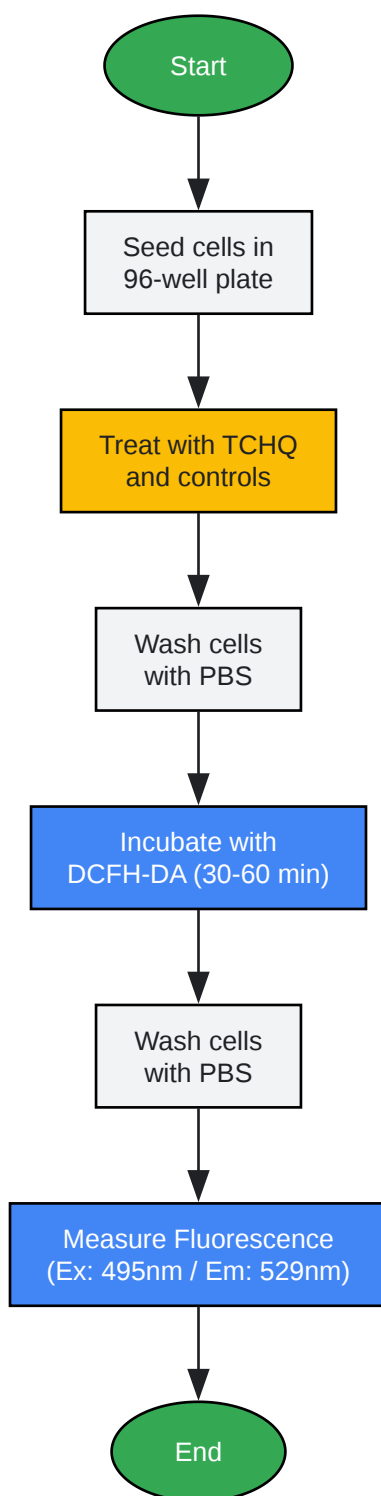 Start
Seed cells in
96-well plate
Treat with TCHQ
and controls
Wash cells
with PBS
Incubate with
DCFH-DA (30-60 min)
Wash cells
with PBS
Measure Fluorescence
(Ex: 495nm / Em: 529nm)
End